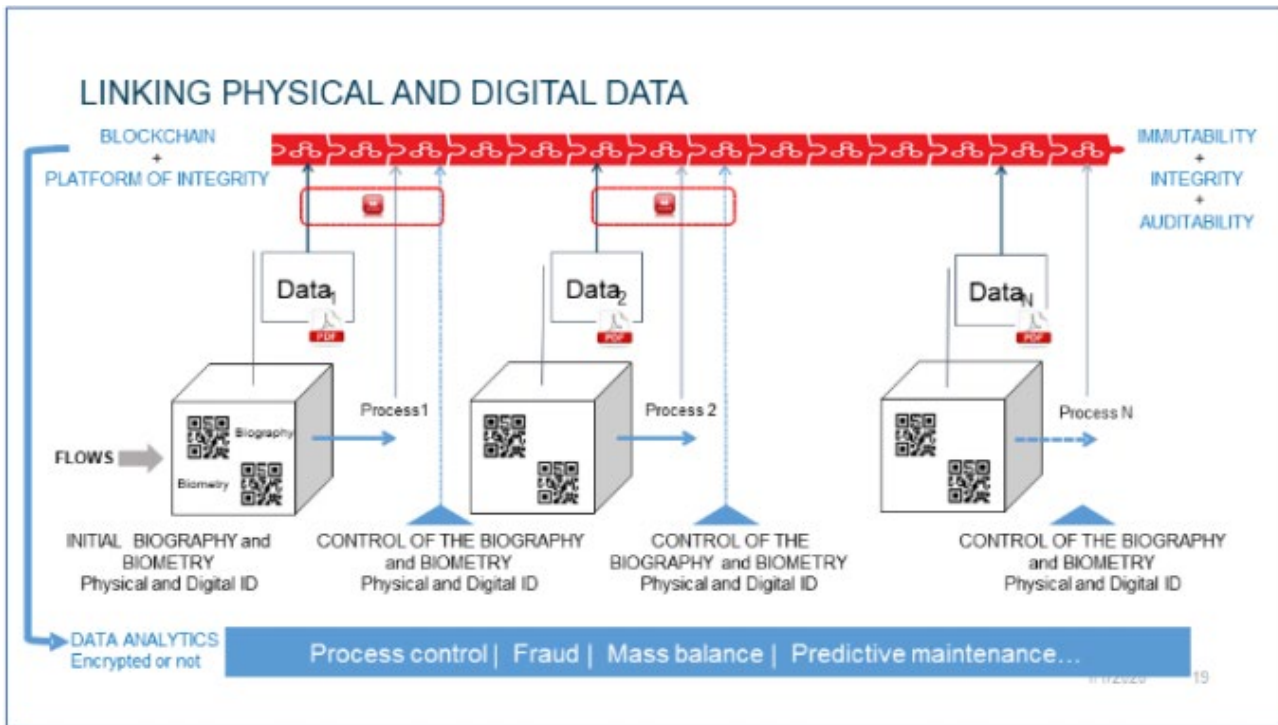 LINKING PHYSICAL AND DIGITAL DATA
BLOCKCHAIN
+
PLATFORM OF INTEGRITY
IMMUTABILITY
+
INTEGRITY
+
AUDITABILITY
Data1
PDF
Data2
PDF
DataN
PDF
Process1
Process 2
Process N
Biography
Biometry
FLOWS
INITIAL BIOGRAPHY and
BIOMETRY
Physical and Digital ID
CONTROL OF THE BIOGRAPHY
and BIOMETRY
Physical and Digital ID
CONTROL OF THE
BIOGRAPHY and BIOMETRY
Physical and Digital ID
CONTROL OF THE BIOGRAPHY
and BIOMETRY
Physical and Digital ID
DATA ANALYTICS
Encrypted or not
Process control | Fraud | Mass balance | Predictive maintenance…
19